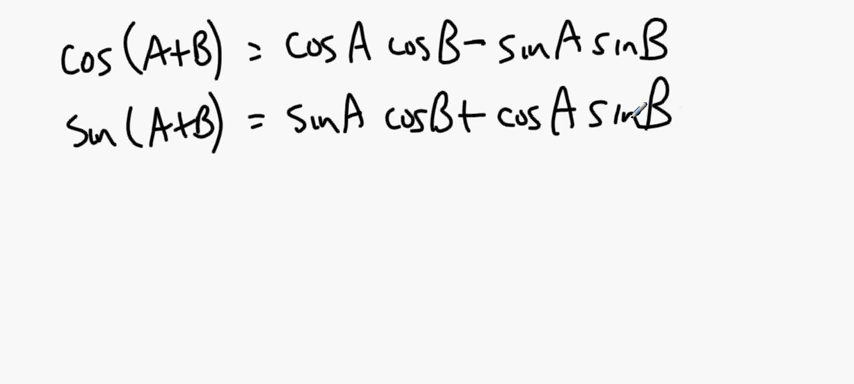 cos(A+B) = cosA cosB - sinA sinB
sin(A+B) = sinA cosB + cosA sinB